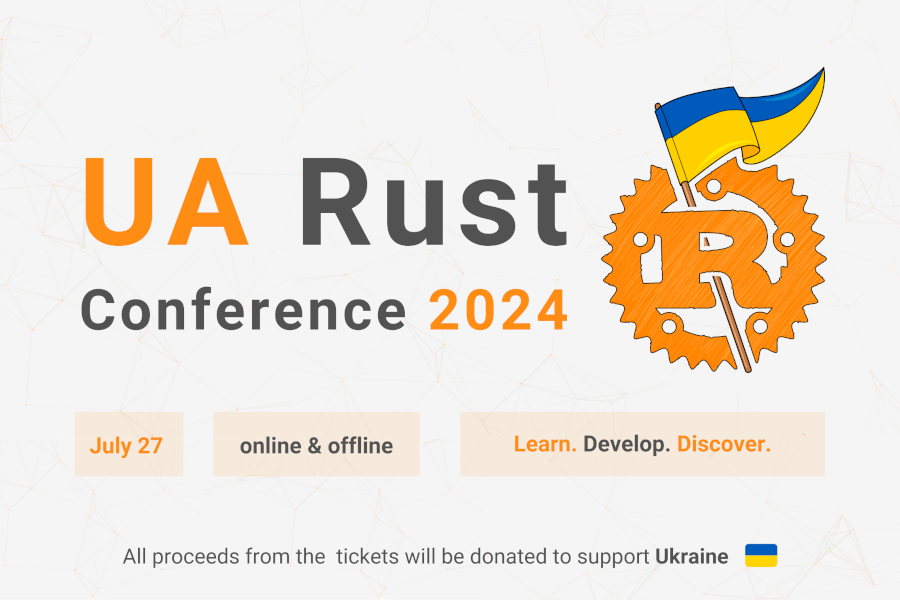 UA Rust
Conference 2024
July 27
online & offline
Learn. Develop. Discover.
All proceeds from the tickets will be donated to support Ukraine